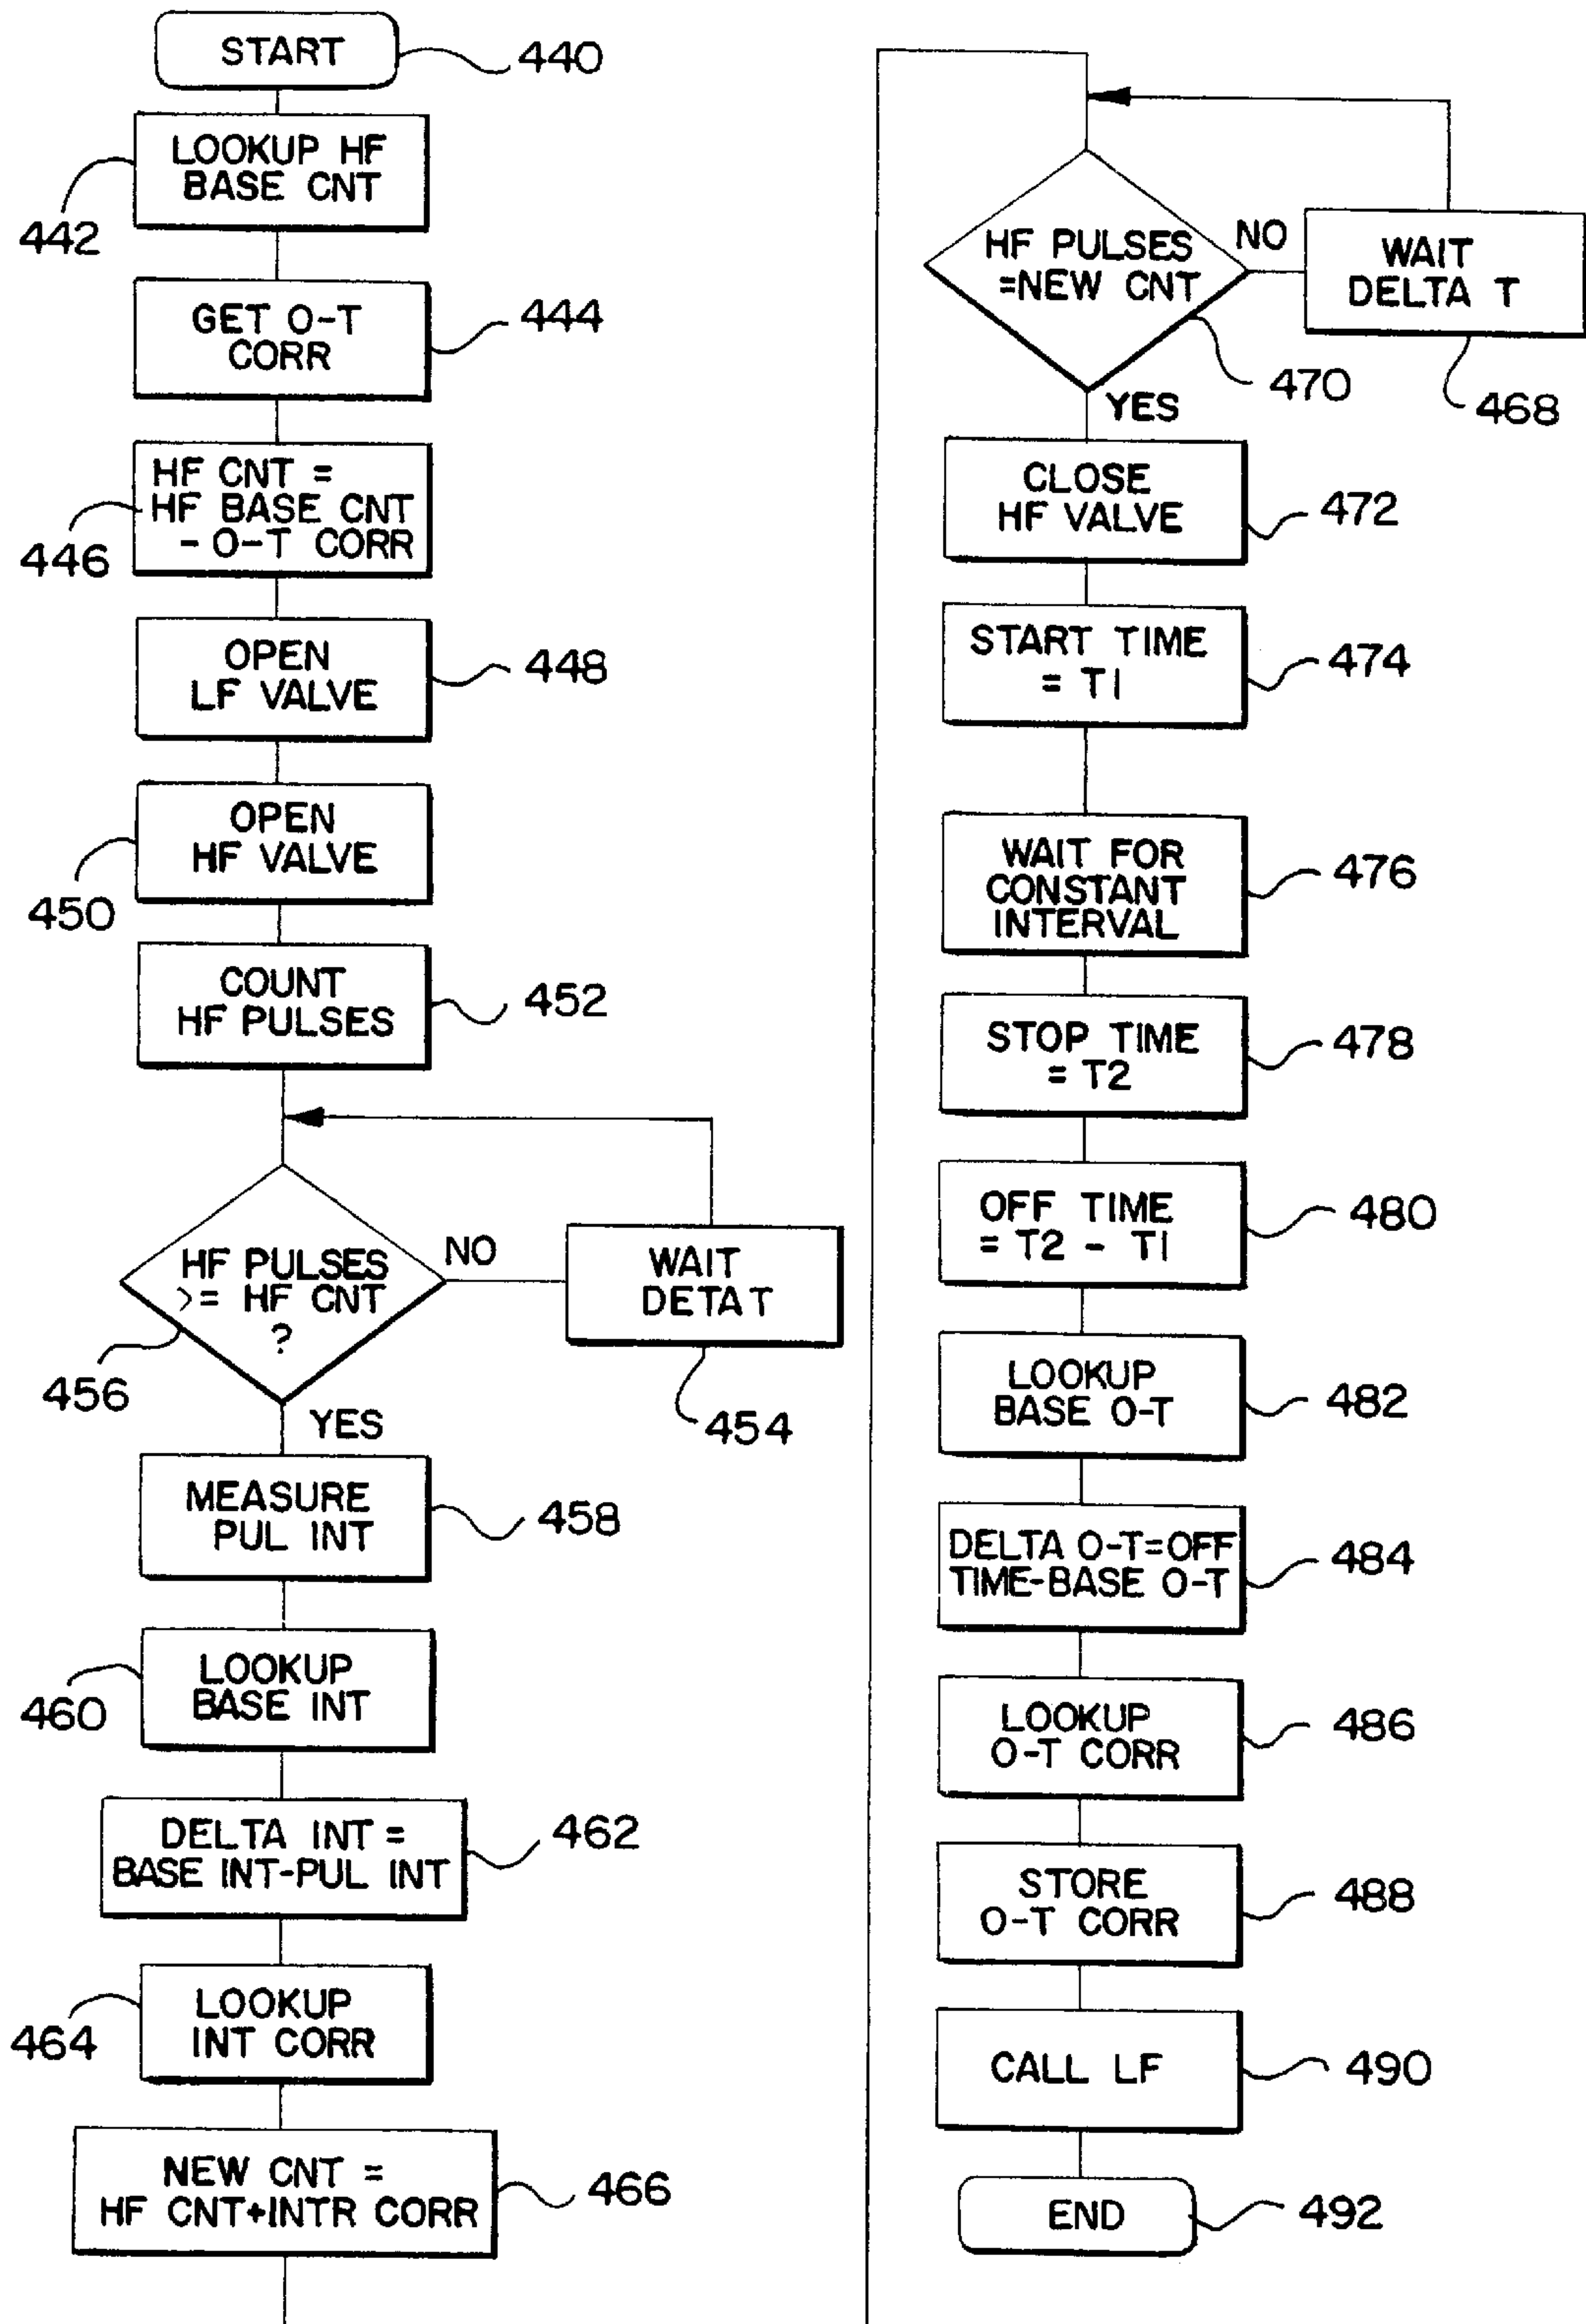 START
440
LOOKUP HF
BASE CNT
442
GET O-T
CORR
444
HF CNT =
HF BASE CNT
- O-T CORR
446
OPEN
LF VALVE
448
OPEN
HF VALVE
450
COUNT
HF PULSES
452
HF PULSES
>= HF CNT
?
456
NO
WAIT
DETA T
454
YES
MEASURE
PUL INT
458
LOOKUP
BASE INT
460
DELTA INT =
BASE INT-PUL INT
462
LOOKUP
INT CORR
464
NEW CNT =
HF CNT+INTR CORR
466
HF PULSES
=NEW CNT
470
NO
WAIT
DELTA T
468
YES
CLOSE
HF VALVE
472
START TIME
= T1
474
WAIT FOR
CONSTANT
INTERVAL
476
STOP TIME
= T2
478
OFF TIME
= T2 - T1
480
LOOKUP
BASE O-T
482
DELTA O-T=OFF
TIME-BASE O-T
484
LOOKUP
O-T CORR
486
STORE
O-T CORR
488
CALL LF
490
END
492